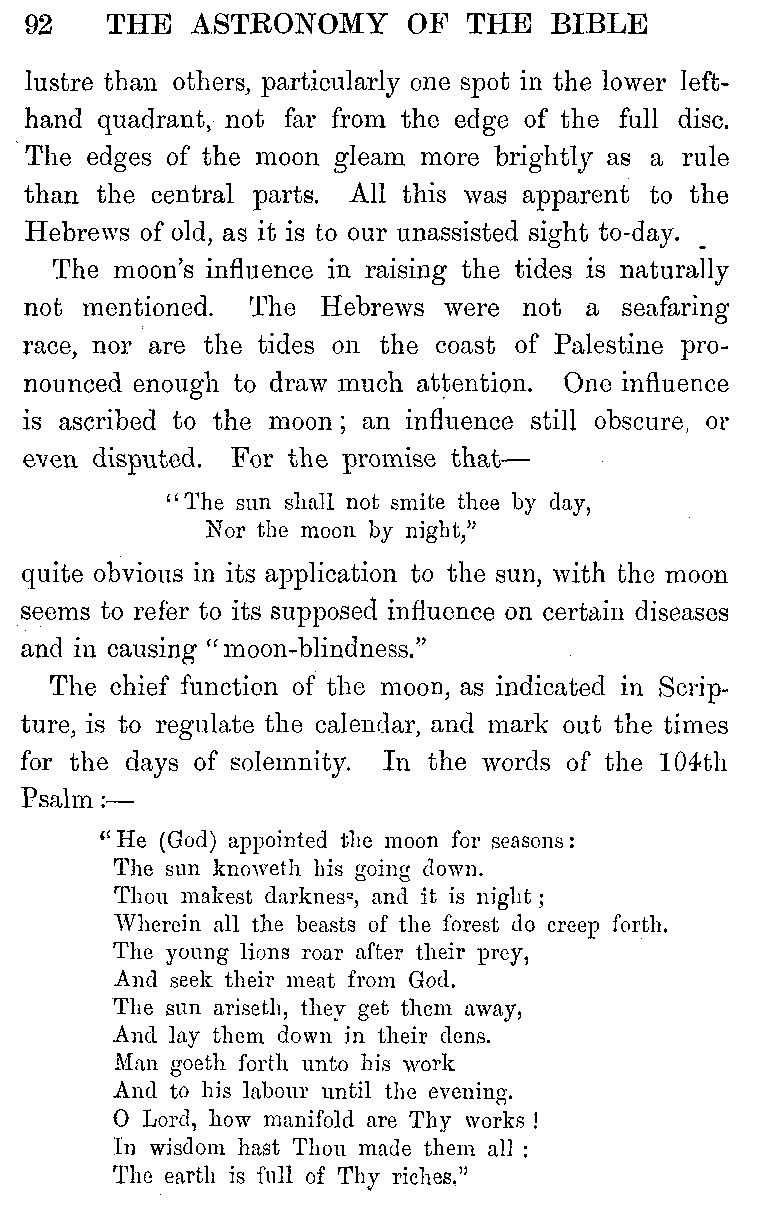 92 THE ASTRONOMY OF THE BIBLE
lustre than others, particularly one spot in the lower left-
hand quadrant, not far from the edge of the full disc.
The edges of the moon gleam more brightly as a rule
than the central parts. All this was apparent to the
Hebrews of old, as it is to our unassisted sight to-day.
The moon's influence in raising the tides is naturally
not mentioned. The Hebrews were not a seafaring
race, nor are the tides on the coast of Palestine pro-
nounced enough to draw much attention. One influence
is ascribed to the moon; an influence still obscure, or
even disputed. For the promise that—
"The sun shall not smite thee by day,
Nor the moon by night,"
quite obvious in its application to the sun, with the moon
seems to refer to its supposed influence on certain diseases
and in causing "moon-blindness."
The chief function of the moon, as indicated in Scrip-
ture, is to regulate the calendar, and mark out the times
for the days of solemnity. In the words of the 104th
Psalm:—
"He (God) appointed the moon for seasons:
The sun knoweth his going down.
Thou makest darkness, and it is night;
Wherein all the beasts of the forest do creep forth.
The young lions roar after their prey,
And seek their meat from God.
The sun ariseth, they get them away,
And lay them down in their dens.
Man goeth forth unto his work
And to his labour until the evening.
O Lord, how manifold are Thy works!
In wisdom hast Thou made them all:
The earth is full of Thy riches."